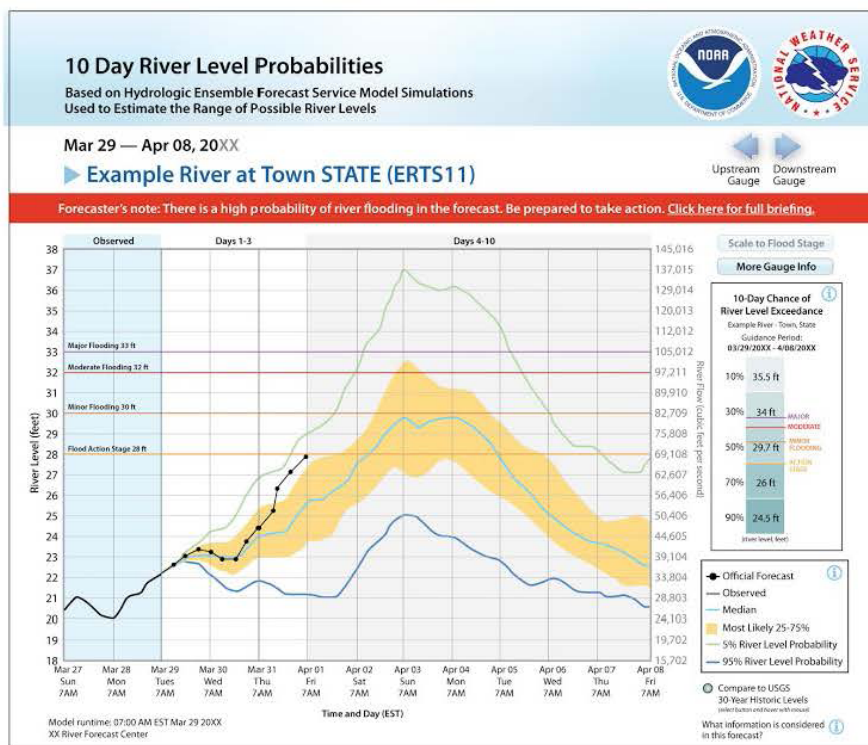 10 Day River Level Probabilities
Based on Hydrologic Ensemble Forecast Service Model Simulations
Used to Estimate the Range of Possible River Levels
NATIONAL OCEANIC AND ATMOSPHERIC ADMINISTRATION
NOAA
U.S. DEPARTMENT OF COMMERCE
NATIONAL WEATHER SERVICE
Mar 29 — Apr 08, 20XX
Example River at Town STATE (ERTS11)
Upstream Gauge
Downstream Gauge
Forecaster's note: There is a high probability of river flooding in the forecast. Be prepared to take action. Click here for full briefing.
Observed
Days 1-3
Days 4-10
River Level (feet)
38
37
36
35
34
33
32
31
30
29
28
27
26
25
24
23
22
21
20
19
18
Major Flooding 33 ft
Moderate Flooding 32 ft
Minor Flooding 30 ft
Flood Action Stage 28 ft
145,016
137,015
129,014
120,013
112,012
105,012
97,211
89,910
82,709
75,808
69,108
62,607
56,406
50,406
44,605
39,104
33,804
28,803
24,103
19,702
15,702
River Flow (cubic feet per second)
Mar 27 Sun 7AM
Mar 28 Mon 7AM
Mar 29 Tues 7AM
Mar 30 Wed 7AM
Mar 31 Thu 7AM
Apr 01 Fri 7AM
Apr 02 Sat 7AM
Apr 03 Sun 7AM
Apr 04 Mon 7AM
Apr 05 Tues 7AM
Apr 06 Wed 7AM
Apr 07 Thu 7AM
Apr 08 Fri 7AM
Time and Day (EST)
Model runtime: 07:00 AM EST Mar 29 20XX
XX River Forecast Center
Scale to Flood Stage
More Gauge Info
10-Day Chance of
River Level Exceedance
Example River - Town, State
Guidance Period:
03/29/20XX - 4/08/20XX
10% 35.5 ft
30% 34 ft
MAJOR
MODERATE
50% 29.7 ft
MINOR FLOODING
ACTION STAGE
70% 26 ft
90% 24.5 ft
(river level, feet)
Official Forecast
Observed
Median
Most Likely 25-75%
5% River Level Probability
95% River Level Probability
Compare to USGS
30-Year Historic Levels
(select button and hover with mouse)
What information is considered
in this forecast?